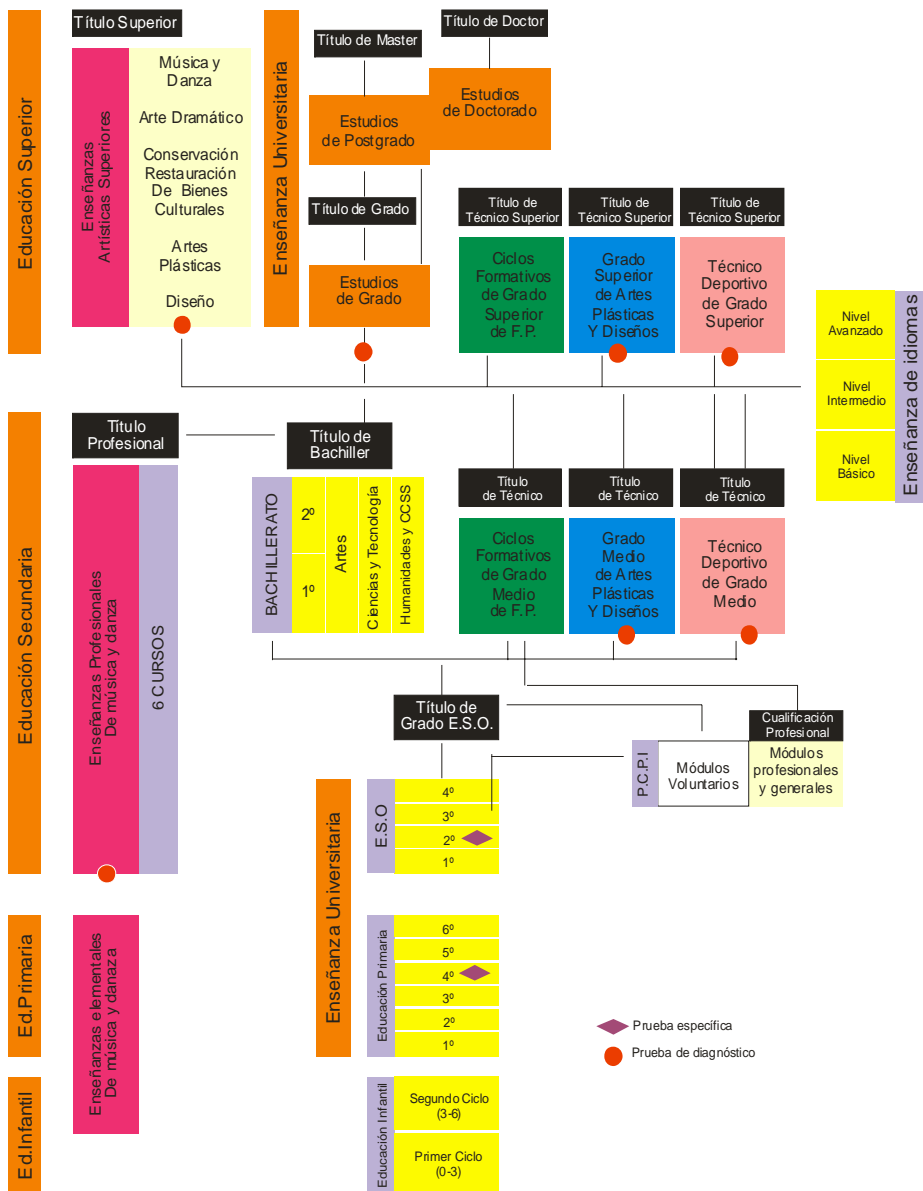 Educación Superior
Título Superior
Enseñanzas
Artísticas Superiores
Música y
Danza
Arte Dramático
Conservación
Restauración
De Bienes
Culturales
Artes
Plásticas
Diseño
Enseñanza Universitaria
Título de Master
Título de Doctor
Estudios
de Postgrado
Estudios
de Doctorado
Título de Grado
Estudios
de Grado
Título de
Técnico Superior
Título de
Técnico Superior
Título de
Técnico Superior
Ciclos
Formativos
de Grado
Superior
de F.P.
Grado
Superior
de Artes
Plásticas
Y Diseños
Técnico
Deportivo
de Grado
Superior
Nivel
Avanzado
Nivel
Intermedio
Nivel
Básico
Enseñanza de idiomas
Educación Secundaria
Título
Profesional
Enseñanzas Profesionales
De música y danza
6 CURSOS
Título de
Bachiller
BACHILLERATO
2º
1º
Artes
Ciencias y Tecnología
Humanidades y CCSS
Título
de Técnico
Título
de Técnico
Título
de Técnico
Ciclos
Formativos
de Grado
Medio
de F.P.
Grado
Medio
de Artes
Plásticas
Y Diseños
Técnico
Deportivo
de Grado
Medio
Título de
Grado E.S.O.
Cualificación
Profesional
P.C.P.I
Módulos
Voluntarios
Módulos
profesionales
y generales
Enseñanza Universitaria
E.S.O
4º
3º
2º
1º
Ed.Primaria
Enseñanzas elementales
De música y danaza
Educación Primaria
6º
5º
4º
3º
2º
1º
Prueba específica
Prueba de diagnóstico
Ed.Infantil
Educación Infantil
Segundo Ciclo
(3-6)
Primer Ciclo
(0-3)